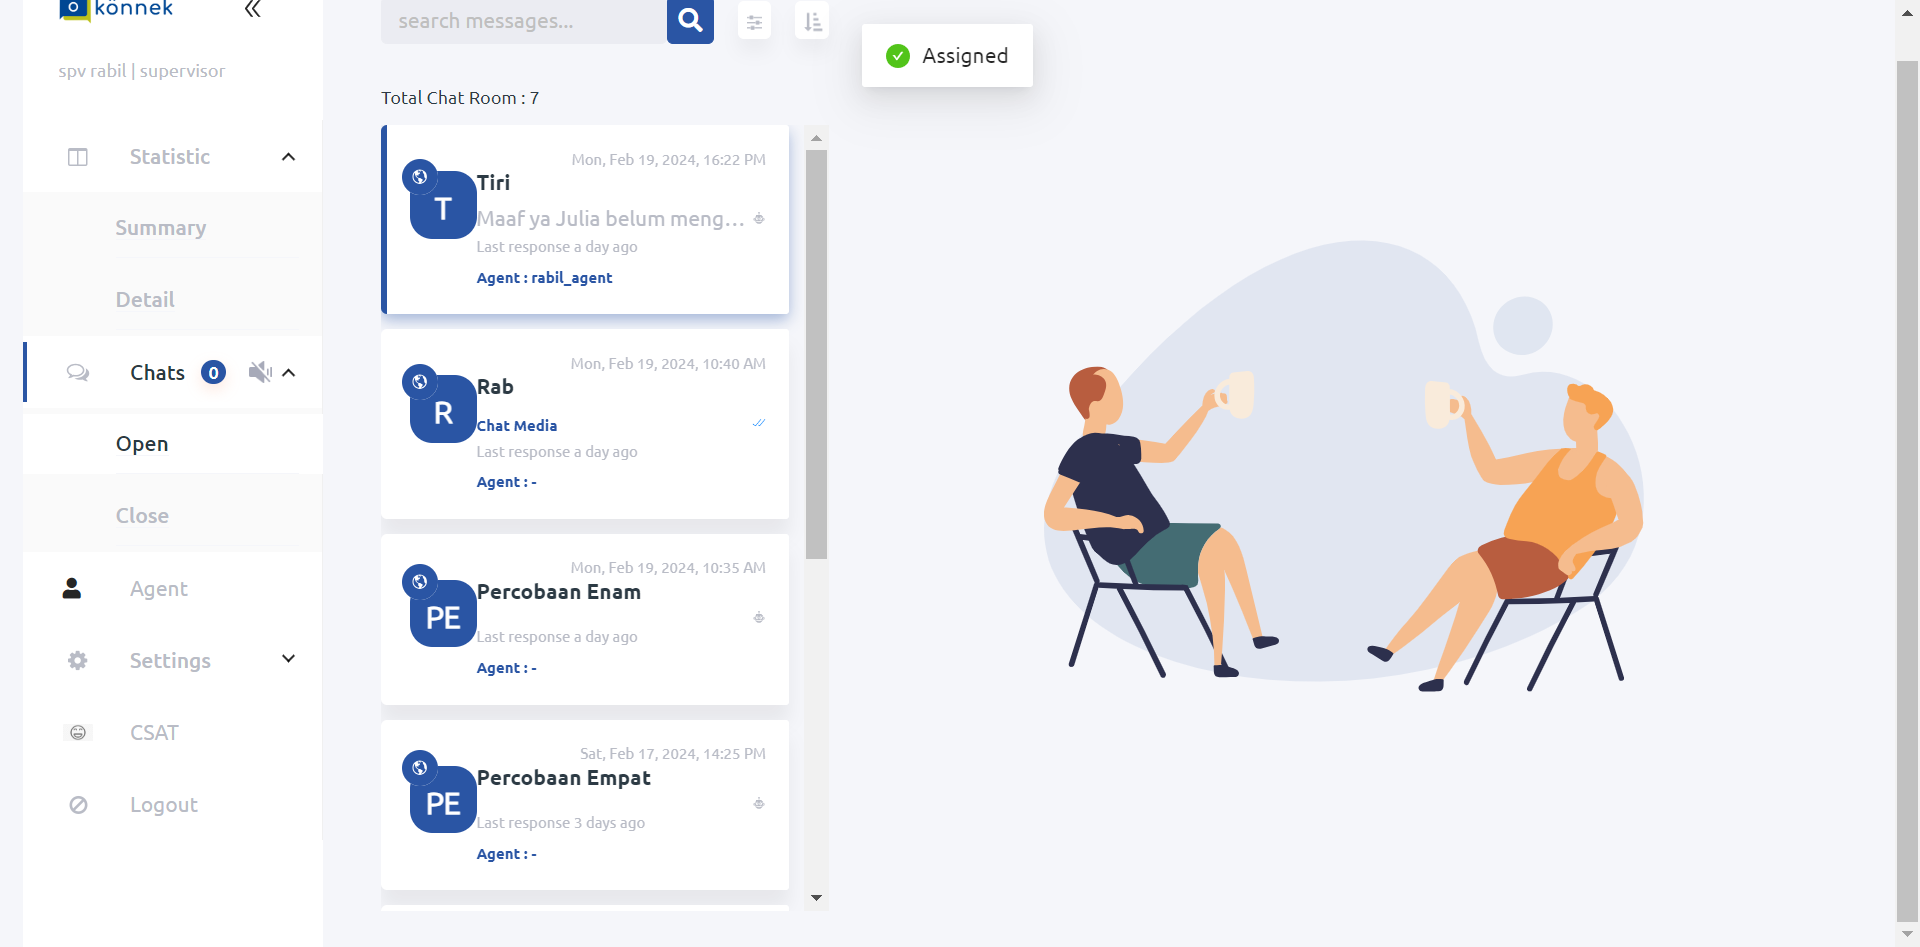 könnek
spv rabil | supervisor
Statistic
Summary
Detail
Chats 0
Open
Close
Agent
Settings
CSAT
Logout
search messages...
Total Chat Room : 7
Mon, Feb 19, 2024, 16:22 PM
T
Tiri
Maaf ya Julia belum meng...
Last response a day ago
Agent : rabil_agent
Mon, Feb 19, 2024, 10:40 AM
R
Rab
Chat Media
Last response a day ago
Agent : -
Mon, Feb 19, 2024, 10:35 AM
PE
Percobaan Enam
Last response a day ago
Agent : -
Sat, Feb 17, 2024, 14:25 PM
PE
Percobaan Empat
Last response 3 days ago
Agent : -
Assigned